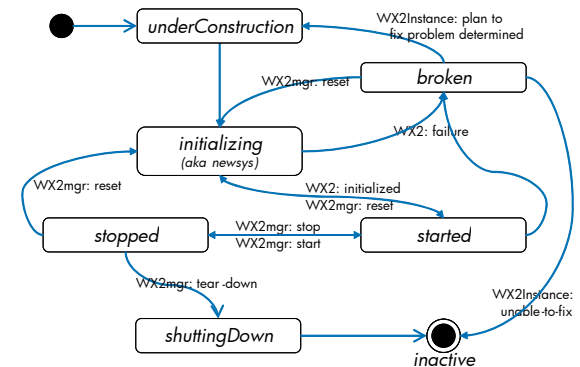 WX2Instance: plan to
fix problem determined
underConstruction
broken
WX2mgr: reset
WX2: failure
initializing
(aka newsys)
WX2mgr: reset
WX2: initialized
WX2mgr: reset
stopped
WX2mgr: stop
WX2mgr: start
started
WX2mgr: tear-down
WX2Instance:
unable-to-fix
shuttingDown
inactive